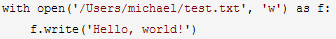 with open('/Users/michael/test.txt', 'w') as f:
    f.write('Hello, world!')